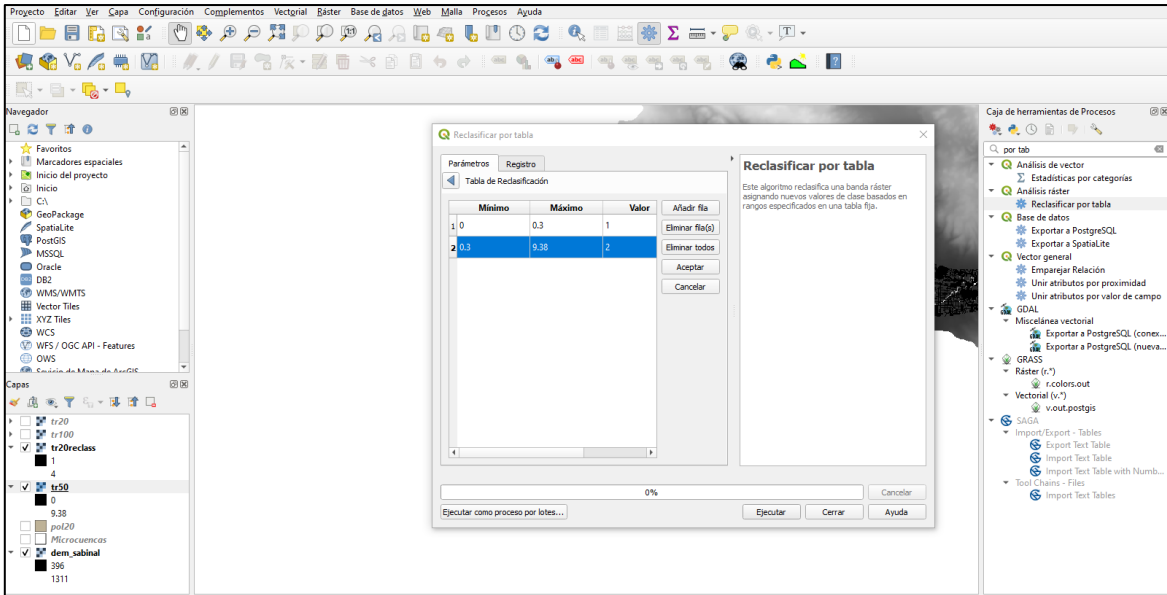 Proyecto Editar Ver Capa Configuración Complementos Vectorial Ráster Base de datos Web Malla Procesos Ayuda
Navegador
Favoritos
Marcadores espaciales
Inicio del proyecto
Inicio
C:\
GeoPackage
SpatiaLite
PostGIS
MSSQL
Oracle
DB2
WMS/WMTS
Vector Tiles
XYZ Tiles
WCS
WFS / OGC API - Features
OWS
Servicio de Mapa de ArcGIS
Capas
tr20
tr100
tr20reclass
1
4
tr50
0
9.38
pol20
Microcuencas
dem_sabinal
396
1311
Reclasificar por tabla
Parámetros Registro
Tabla de Reclasificación
Mínimo Máximo Valor
1 0 0.3 1
2 0.3 9.38 2
Añadir fila
Eliminar fila(s)
Eliminar todos
Aceptar
Cancelar
Reclasificar por tabla
Este algoritmo reclasifica una banda ráster
asignando nuevos valores de clase basados en
rangos especificados en una tabla fija.
0% Cancelar
Ejecutar como proceso por lotes... Ejecutar Cerrar Ayuda
Caja de herramientas de Procesos
por tab
Análisis de vector
Estadísticas por categorías
Análisis ráster
Reclasificar por tabla
Base de datos
Exportar a PostgreSQL
Exportar a SpatiaLite
Vector general
Emparejar Relación
Unir atributos por proximidad
Unir atributos por valor de campo
GDAL
Miscelánea vectorial
Exportar a PostgreSQL (conex...
Exportar a PostgreSQL (nueva...
GRASS
Ráster (r.*)
r.colors.out
Vectorial (v.*)
v.out.postgis
SAGA
Import/Export - Tables
Export Text Table
Import Text Table
Import Text Table with Numb...
Tool Chains - Files
Import Text Tables